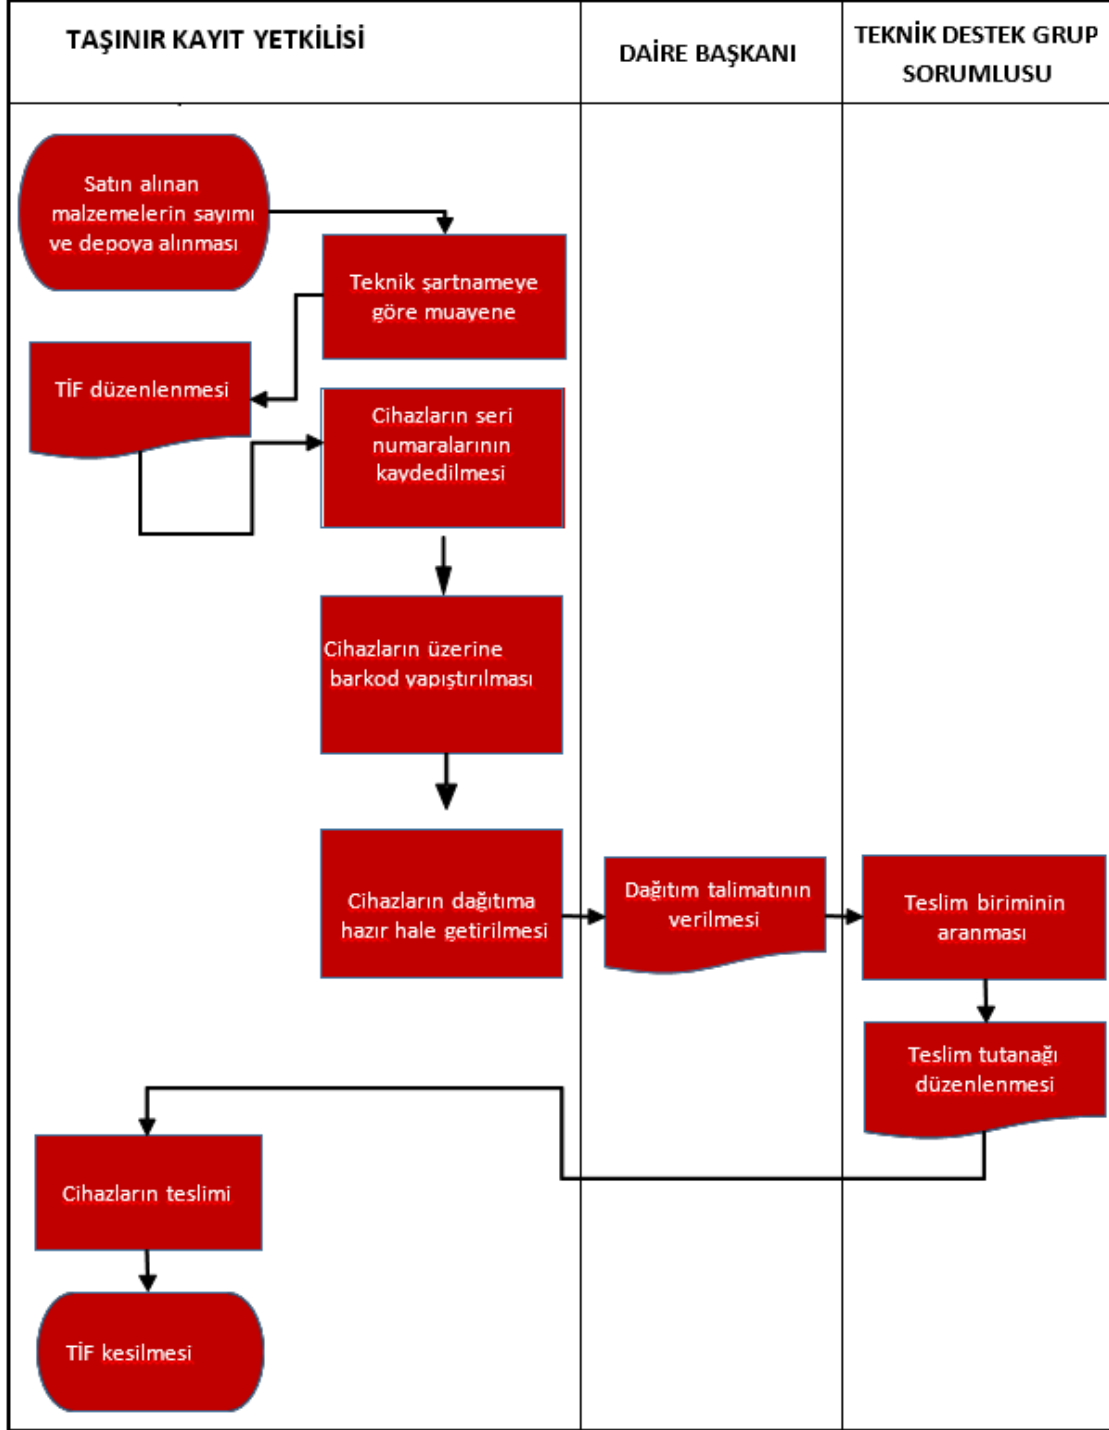 TAŞINIR KAYIT YETKİLİSİ
DAİRE BAŞKANI
TEKNİK DESTEK GRUP
SORUMLUSU
Satın alınan
malzemelerin sayımı
ve depoya alınması
Teknik şartnameye
göre muayene
TİF düzenlenmesi
Cihazların seri
numaralarının
kaydedilmesi
Cihazların üzerine
barkod yapıştırılması
Cihazların dağıtıma
hazır hale getirilmesi
Dağıtım talimatının
verilmesi
Teslim biriminin
aranması
Teslim tutanağı
düzenlenmesi
Cihazların teslimi
TİF kesilmesi